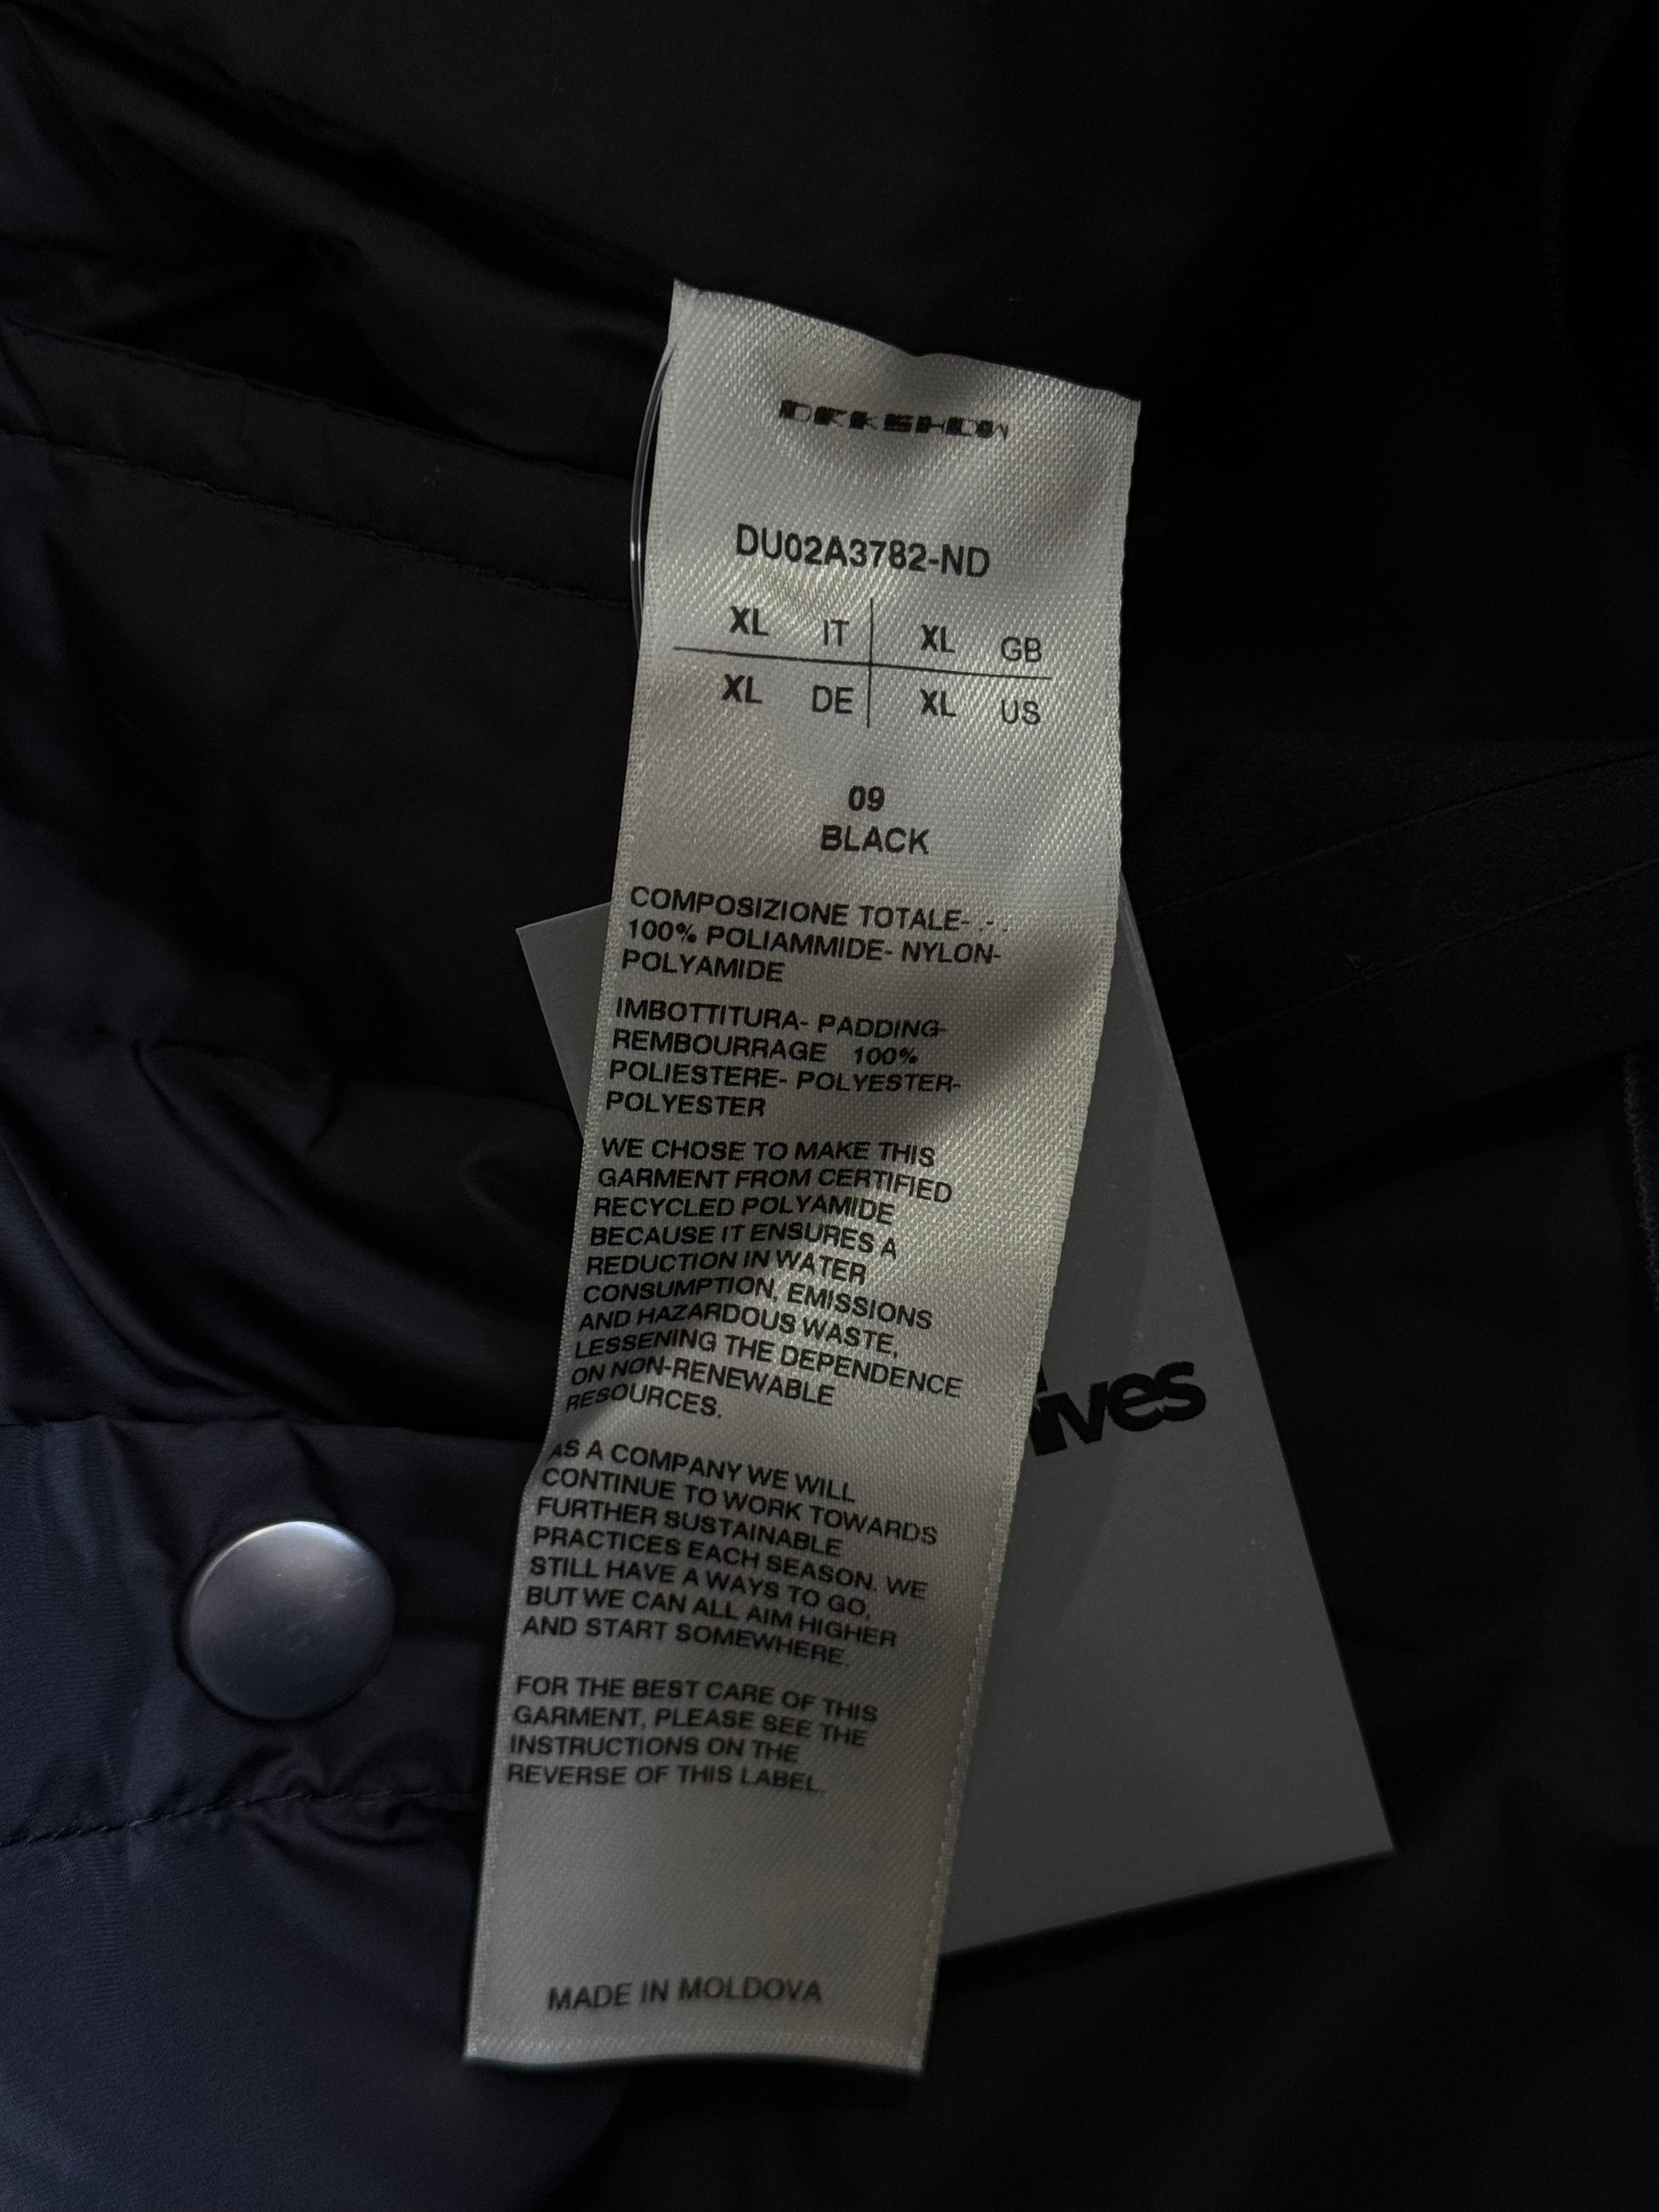 DRKSHDW
DU02A3782-ND
XL IT XL GB
XL DE XL US
09
BLACK
COMPOSIZIONE TOTALE- .- .
100% POLIAMMIDE- NYLON-
POLYAMIDE
IMBOTTITURA- PADDING-
REMBOURRAGE 100%
POLIESTERE- POLYESTER-
POLYESTER
WE CHOSE TO MAKE THIS
GARMENT FROM CERTIFIED
RECYCLED POLYAMIDE
BECAUSE IT ENSURES A
REDUCTION IN WATER
CONSUMPTION, EMISSIONS
AND HAZARDOUS WASTE,
LESSENING THE DEPENDENCE
ON NON-RENEWABLE
RESOURCES.
AS A COMPANY WE WILL
CONTINUE TO WORK TOWARDS
FURTHER SUSTAINABLE
PRACTICES EACH SEASON. WE
STILL HAVE A WAYS TO GO,
BUT WE CAN ALL AIM HIGHER
AND START SOMEWHERE.
FOR THE BEST CARE OF THIS
GARMENT, PLEASE SEE THE
INSTRUCTIONS ON THE
REVERSE OF THIS LABEL.
MADE IN MOLDOVA